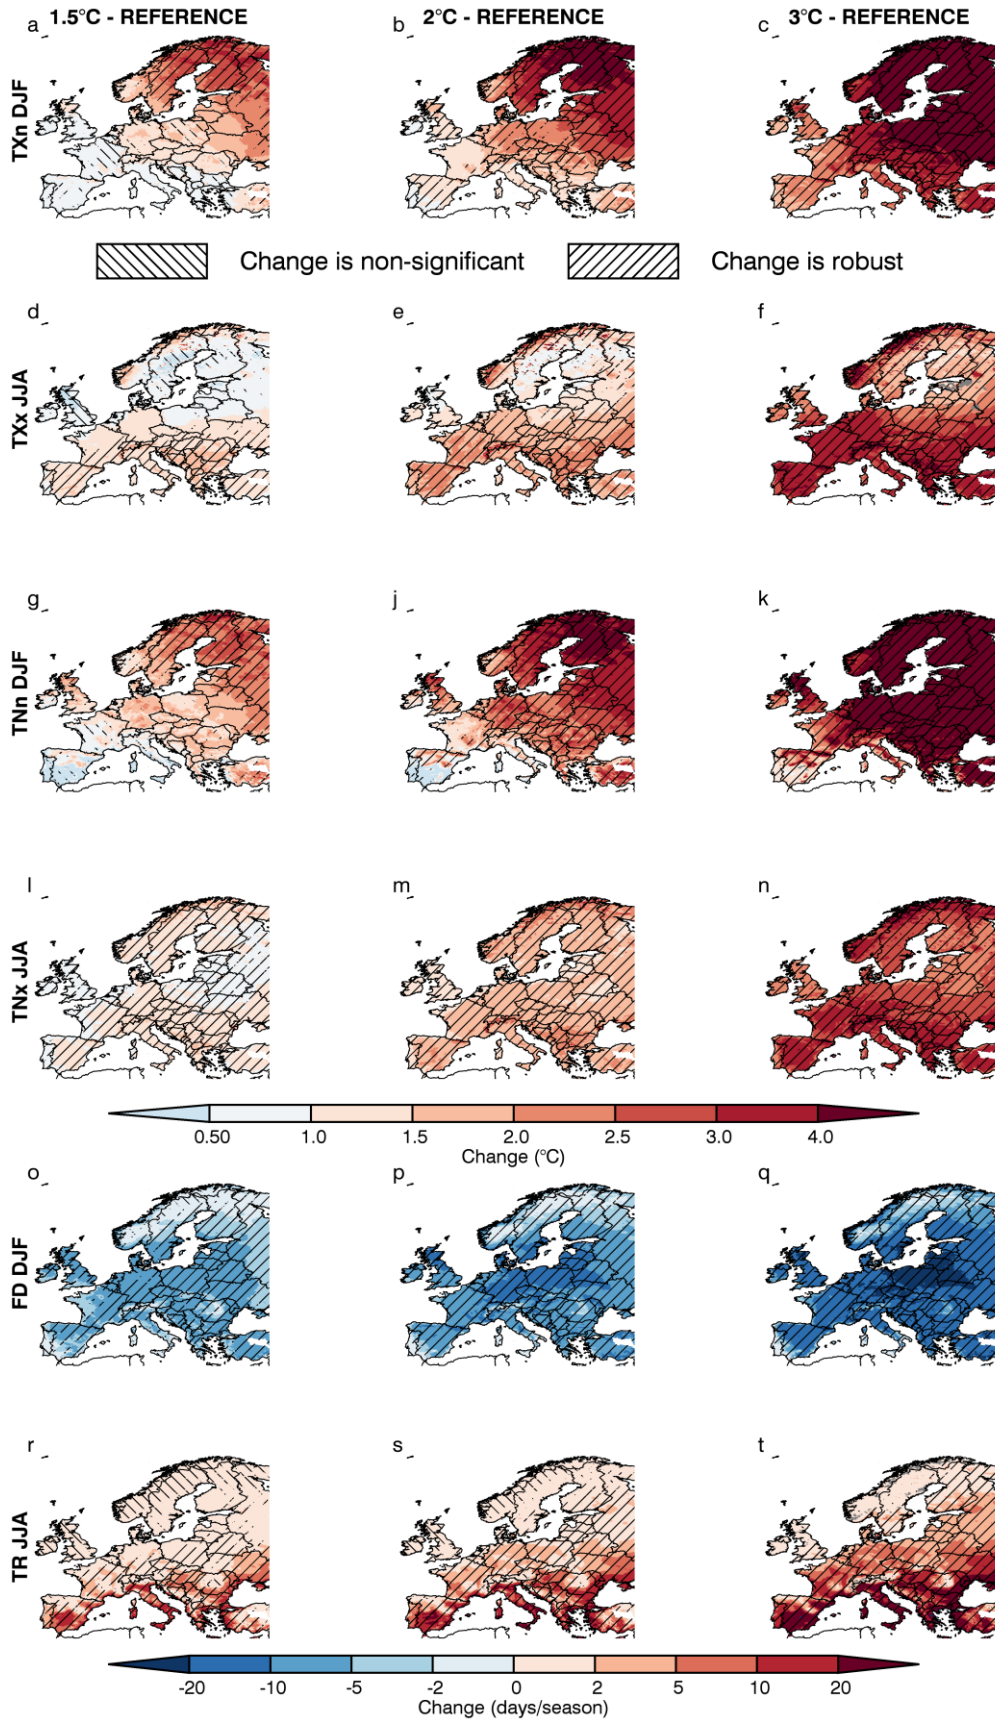 1.5°C - REFERENCE
2°C - REFERENCE
3°C - REFERENCE
a
b
c
TXn DJF
Change is non-significant
Change is robust
d
e
f
TXx JJA
g
j
k
TNn DJF
l
m
n
TNx JJA
0.50
1.0
1.5
2.0
2.5
3.0
4.0
Change (°C)
o
p
q
FD DJF
r
s
t
TR JJA
-20
-10
-5
-2
0
2
5
10
20
Change (days/season)